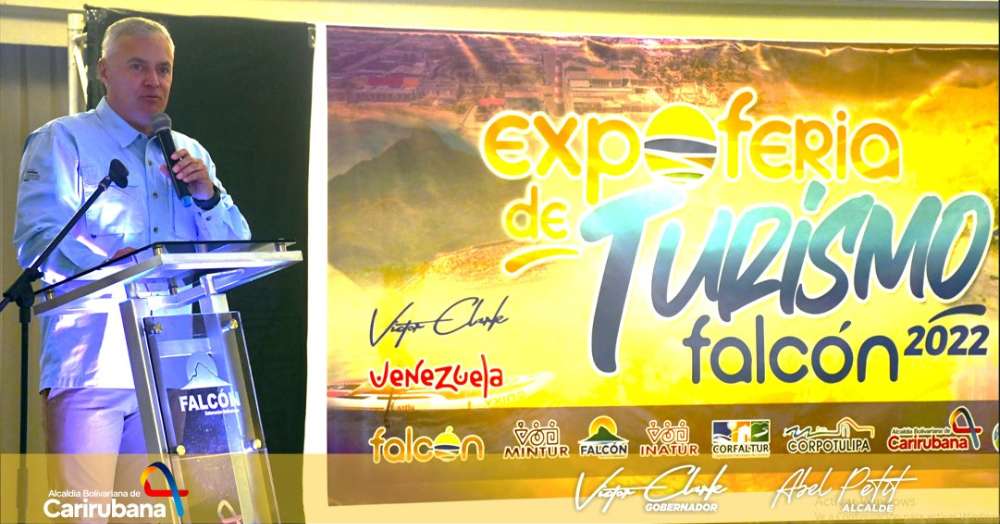 expoferia
de Turismo
falcón 2022
Victor Clark
Venezuela
falcón
MINTUR
FALCÓN
INATUR
CORFALTUR
CORPOTULIPA
Alcaldía Bolivariana de
Carirubana
FALCÓN
Alcaldía Bolivariana de
Carirubana
Victor Clark
GOBERNADOR
Abel Petit
ALCALDE